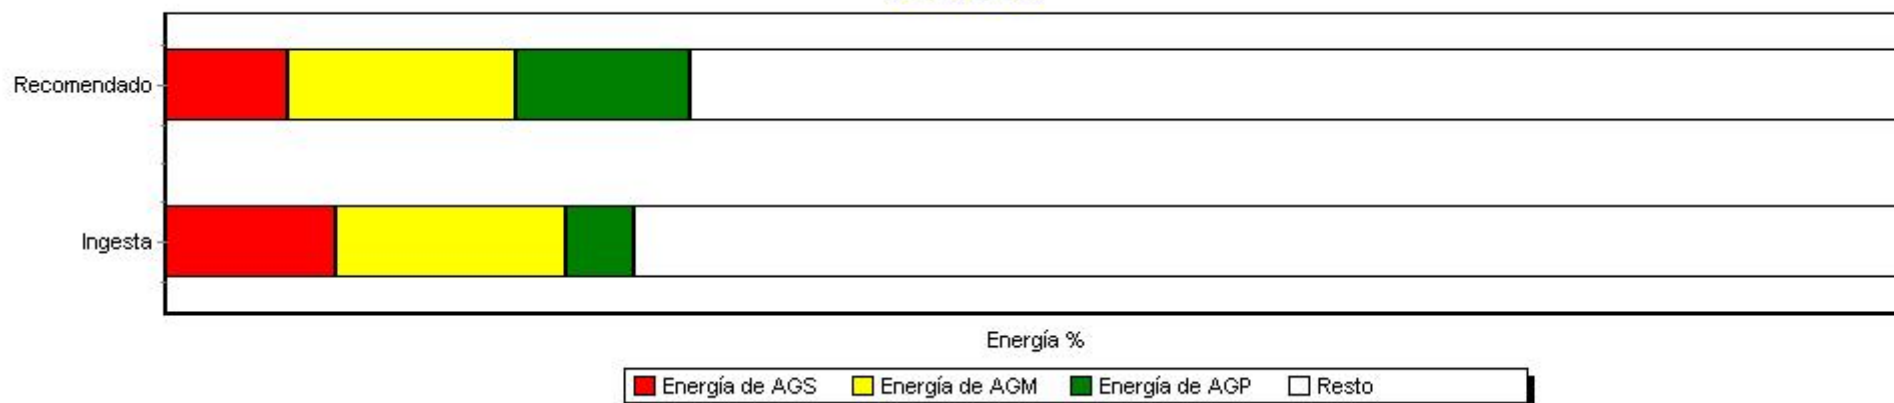 Recomendado
Ingesta
Energía %
Energía de AGS Energía de AGM Energía de AGP Resto